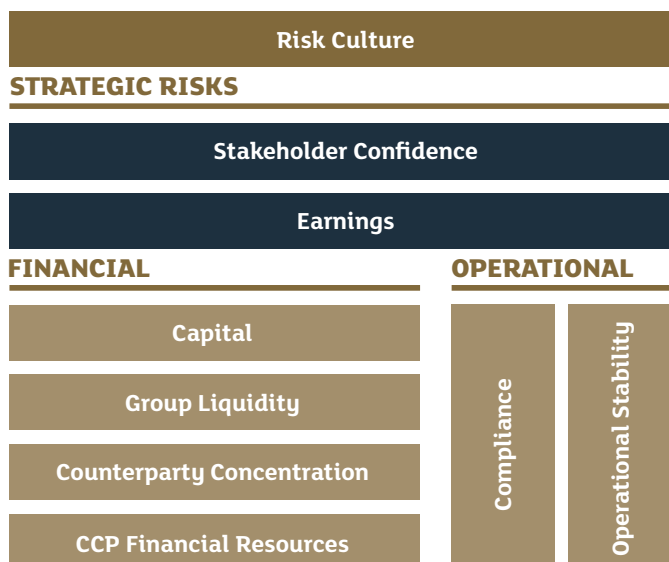 Risk Culture
STRATEGIC RISKS
Stakeholder Confidence
Earnings
FINANCIAL
Capital
Group Liquidity
Counterparty Concentration
CCP Financial Resources
OPERATIONAL
Compliance
Operational Stability